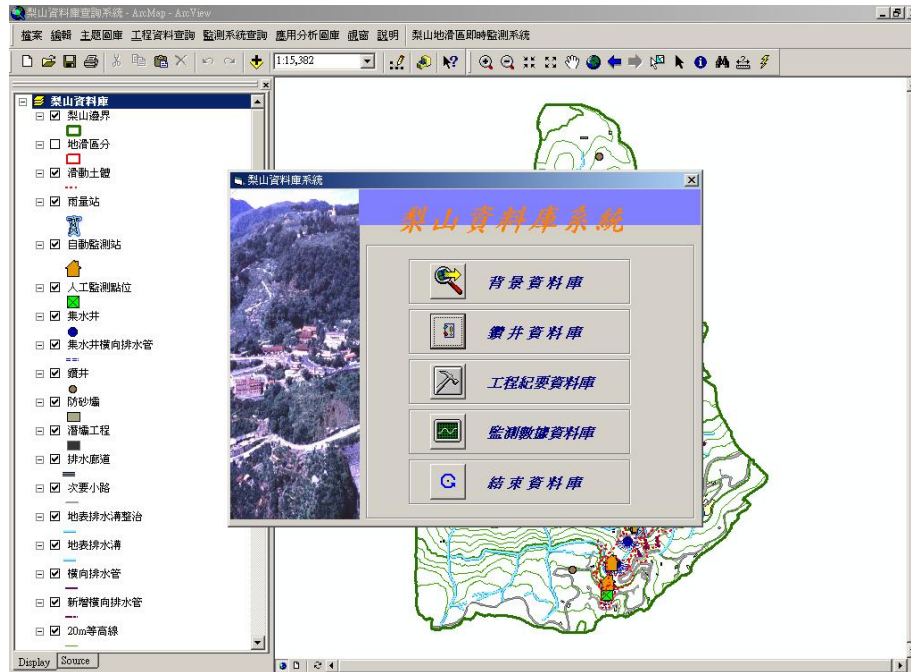 梨山資料庫查詢系統 - ArcMap - ArcView
檔案 編輯 主題圖庫 工程資料查詢 監測系統查詢 應用分析圖庫 視窗 說明 梨山地滑區即時監測系統
1:15,382
梨山資料庫
梨山邊界
地滑區分
滑動土體
雨量站
自動監測站
人工監測點位
集水井
集水井橫向排水管
鑽井
防砂壩
潛壩工程
排水廊道
次要小路
地表排水溝整治
地表排水溝
橫向排水管
新增橫向排水管
20m等高線
Display Source
梨山資料庫系統
梨山資料庫系統
背景資料庫
鑽井資料庫
工程紀要資料庫
監測數據資料庫
結束資料庫